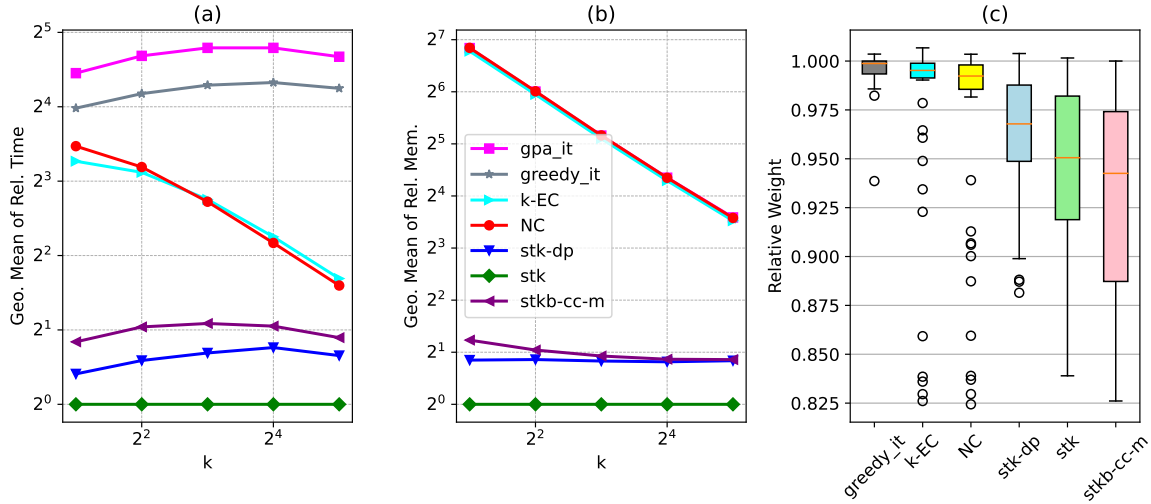 (a)
Geo. Mean of Rel. Time
2^5
2^4
2^3
2^2
2^1
2^0
2^2
2^4
k
(b)
Geo. Mean of Rel. Mem.
2^7
2^6
2^5
2^4
2^3
2^2
2^1
2^0
gpa_it
greedy_it
k-EC
NC
stk-dp
stk
stkb-cc-m
2^2
2^4
k
(c)
Relative Weight
1.000
0.975
0.950
0.925
0.900
0.875
0.850
0.825
greedy_it
k-EC
NC
stk-dp
stk
stkb-cc-m